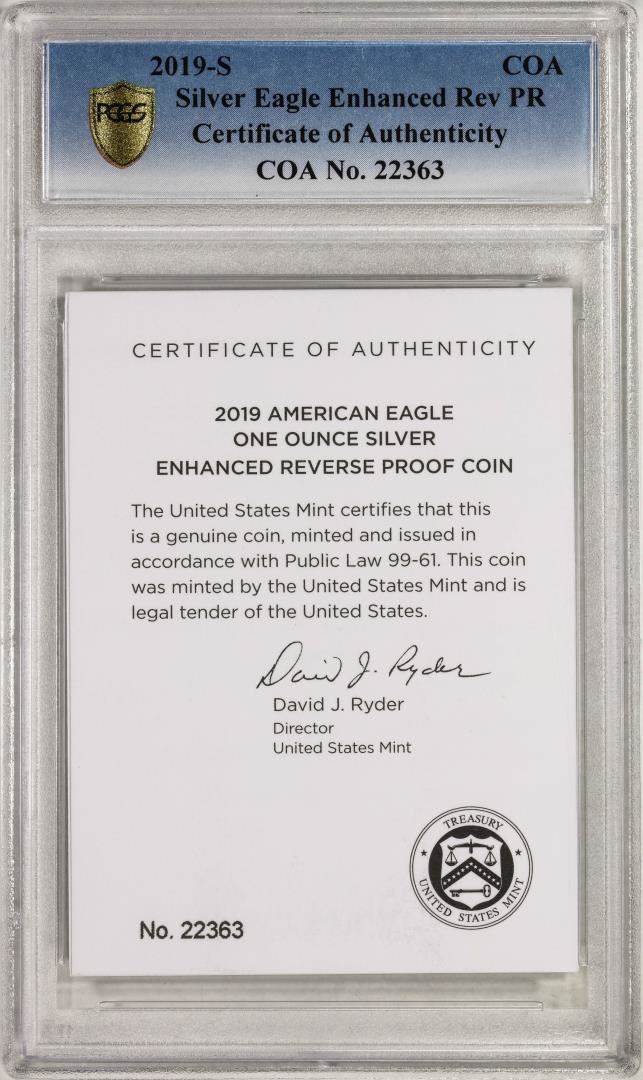 2019-S COA
PCGS
Silver Eagle Enhanced Rev PR
Certificate of Authenticity
COA No. 22363
CERTIFICATE OF AUTHENTICITY
2019 AMERICAN EAGLE
ONE OUNCE SILVER
ENHANCED REVERSE PROOF COIN
The United States Mint certifies that this
is a genuine coin, minted and issued in
accordance with Public Law 99-61. This coin
was minted by the United States Mint and is
legal tender of the United States.
David J. Ryder
David J. Ryder
Director
United States Mint
TREASURY
UNITED STATES MINT
No. 22363